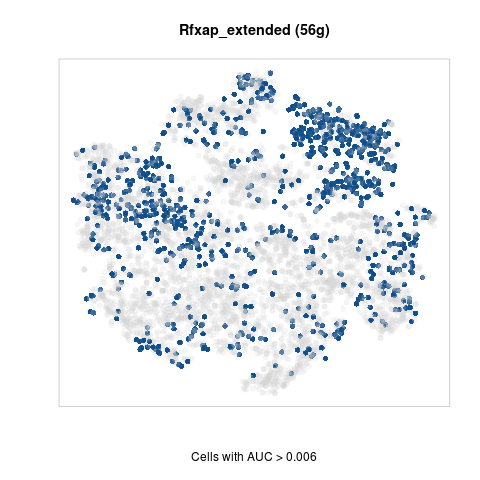 Rfxap_extended (56g)
Cells with AUC > 0.006